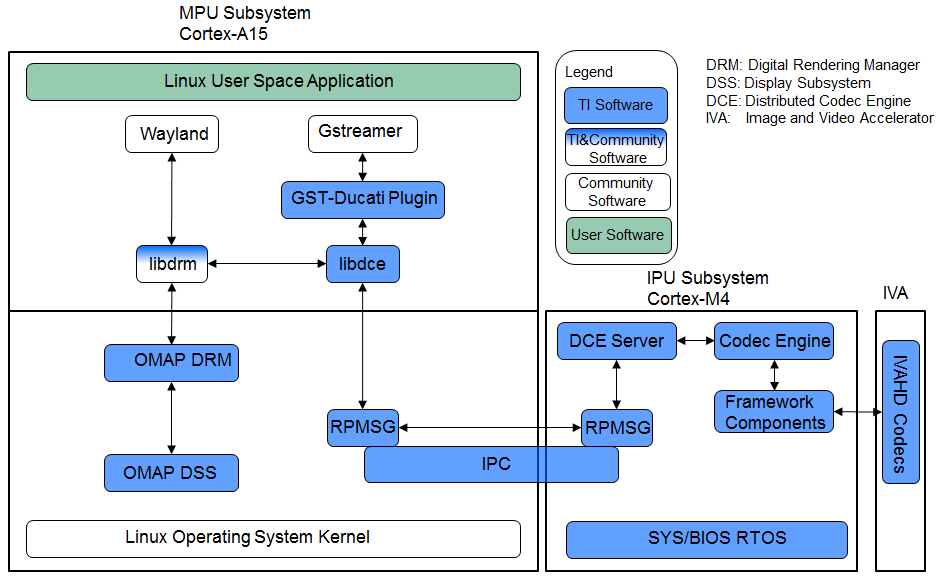 MPU Subsystem
Cortex-A15
Linux User Space Application
Wayland
Gstreamer
GST-Ducati Plugin
libdrm
libdce
OMAP DRM
RPMSG
OMAP DSS
IPC
Linux Operating System Kernel
Legend
TI Software
TI&Community
Software
Community
Software
User Software
DRM: Digital Rendering Manager
DSS: Display Subsystem
DCE: Distributed Codec Engine
IVA: Image and Video Accelerator
IPU Subsystem
Cortex-M4
DCE Server
Codec Engine
Framework
Components
RPMSG
SYS/BIOS RTOS
IVA
IVAHD Codecs